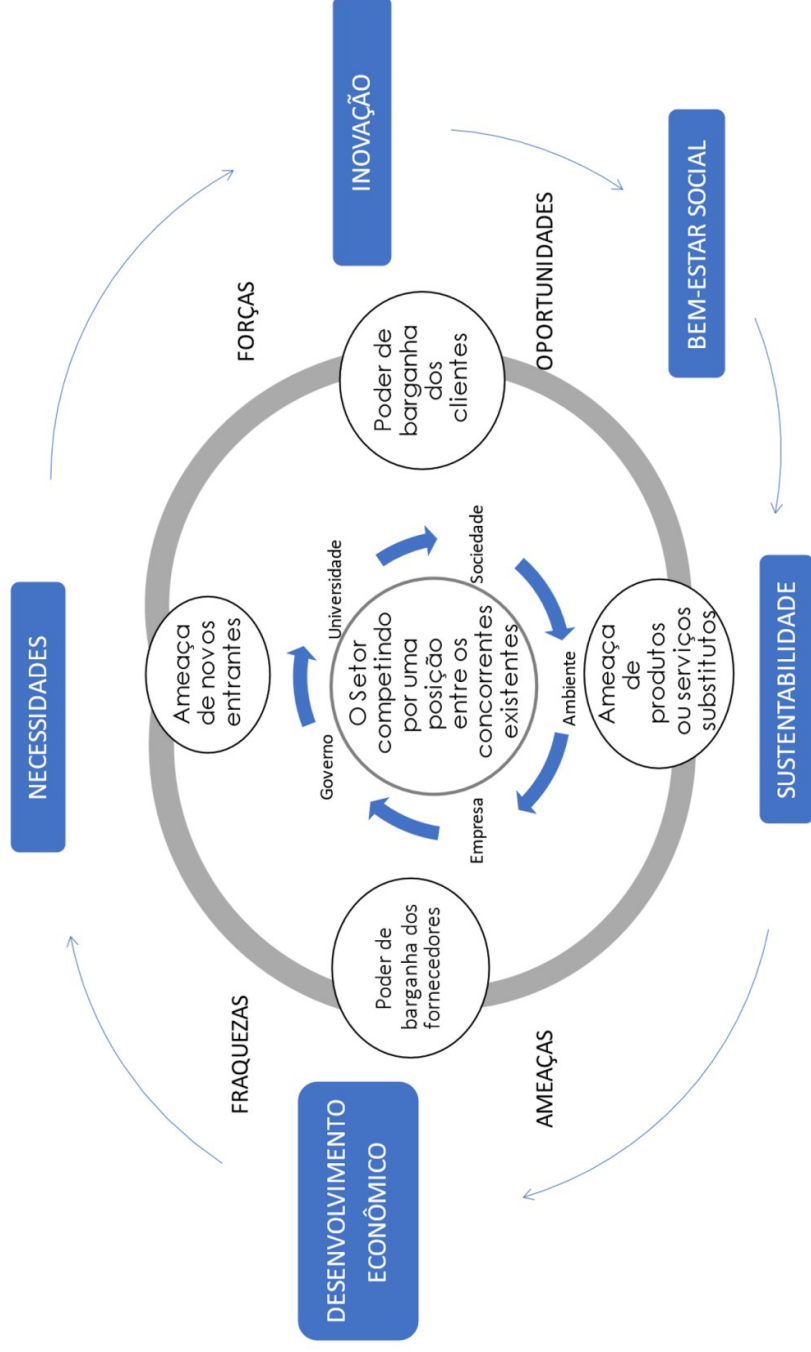 NECESSIDADES
INOVAÇÃO
BEM-ESTAR SOCIAL
SUSTENTABILIDADE
DESENVOLVIMENTO
ECONÔMICO
FRAQUEZAS
FORÇAS
OPORTUNIDADES
AMEAÇAS
Ameaça
de novos
entrantes
Poder de
barganha
dos
clientes
Ameaça
de
produtos
ou serviços
substitutos
Poder de
barganha dos
fornecedores
Governo
Universidade
Sociedade
Ambiente
Empresa
O Setor
competindo
por uma
posição
entre os
concorrentes
existentes